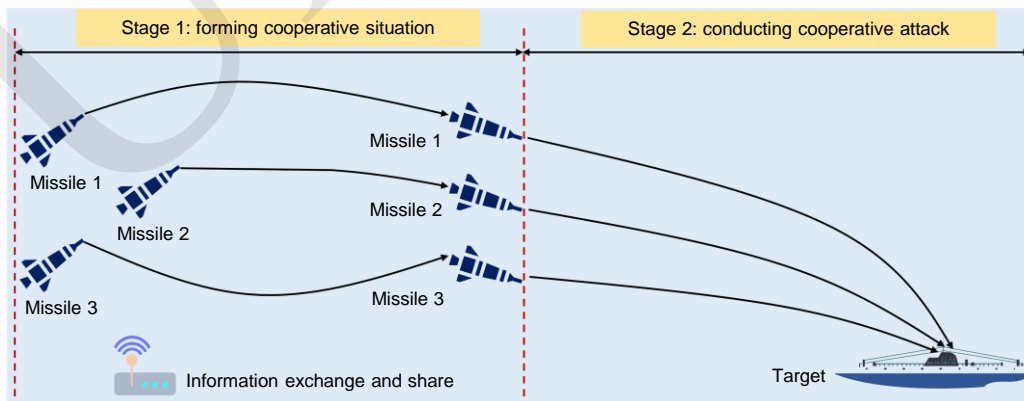 Stage 1: forming cooperative situation
Stage 2: conducting cooperative attack
Missile 1
Missile 1
Missile 2
Missile 2
Missile 3
Missile 3
Information exchange and share
Target